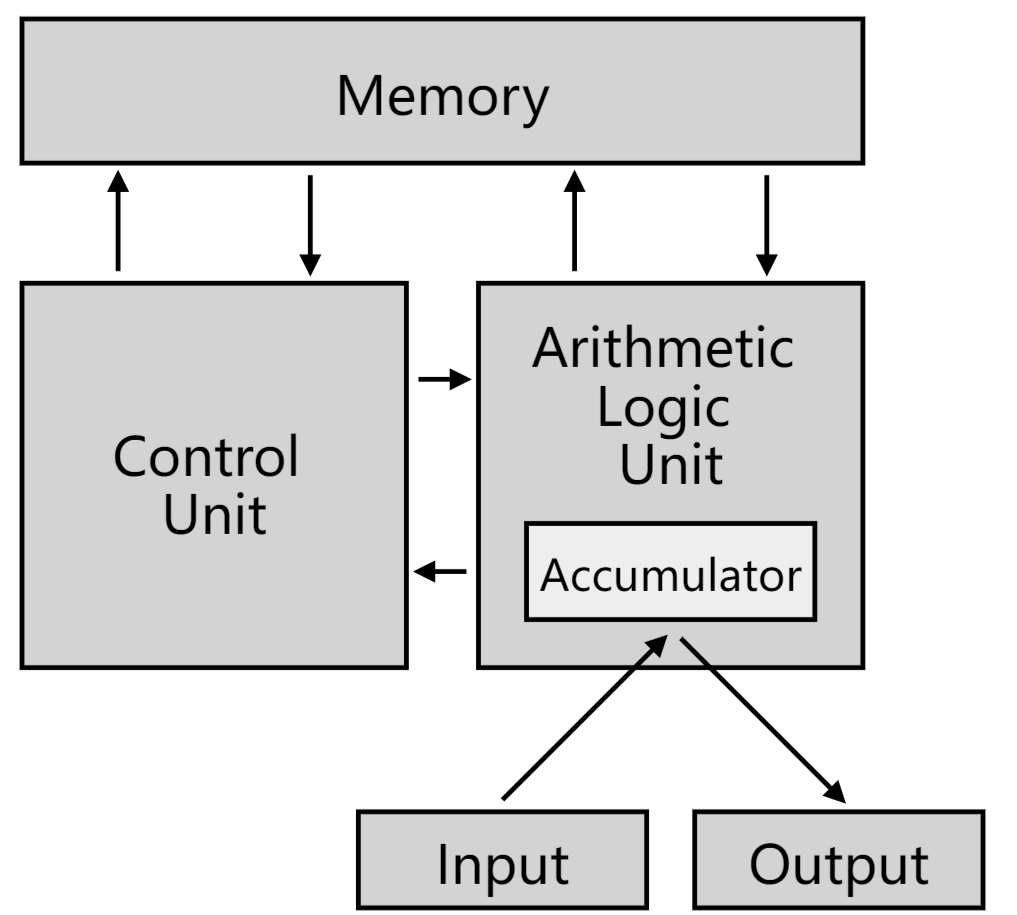 Memory
Control
Unit
Arithmetic
Logic
Unit
Accumulator
Input
Output